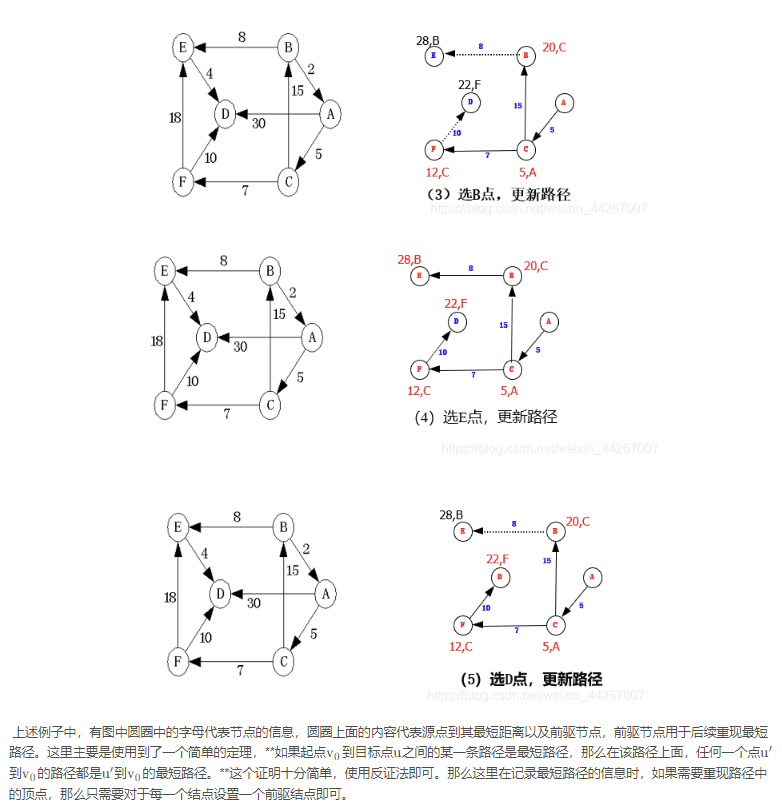 E 8 B
4 2
18 D 15 A
30
10 5
F 7 C
28,B E 8 B 20,C
22,F D 15 A
10 5
F 7 C
12,C 5,A
(3)选B点，更新路径
https://blog.csdn.net/weixin_44267007
E 8 B
4 2
18 D 15 A
30
10 5
F 7 C
28,B 8 20,C
22,F D 15 A
10 5
F 7 C
12,C 5,A
(4) 选E点，更新路径
https://blog.csdn.net/weixin_44267007
E 8 B
4 2
18 D 15 A
30
10 5
F 7 C
28,B E 8 B 20,C
22,F D 15 A
10 5
F 7 C
12,C 5,A
(5) 选D点，更新路径
https://blog.csdn.net/weixin_44267007
上述例子中，有图中圆圈中的字母代表节点的信息，圆圈上面的内容代表源点到其最短距离以及前驱节点，前驱节点用于后续重现最短
路径。这里主要是使用到了一个简单的定理，**如果起点v₀到目标点u之间的某一条路径是最短路径，那么在该路径上面，任何一个点u′
到v₀的路径都是u′到v₀的最短路径。**这个证明十分简单，使用反证法即可。那么这里在记录最短路径的信息时，如果需要重现路径中
的顶点，那么只需要对于每一个结点设置一个前驱结点即可。